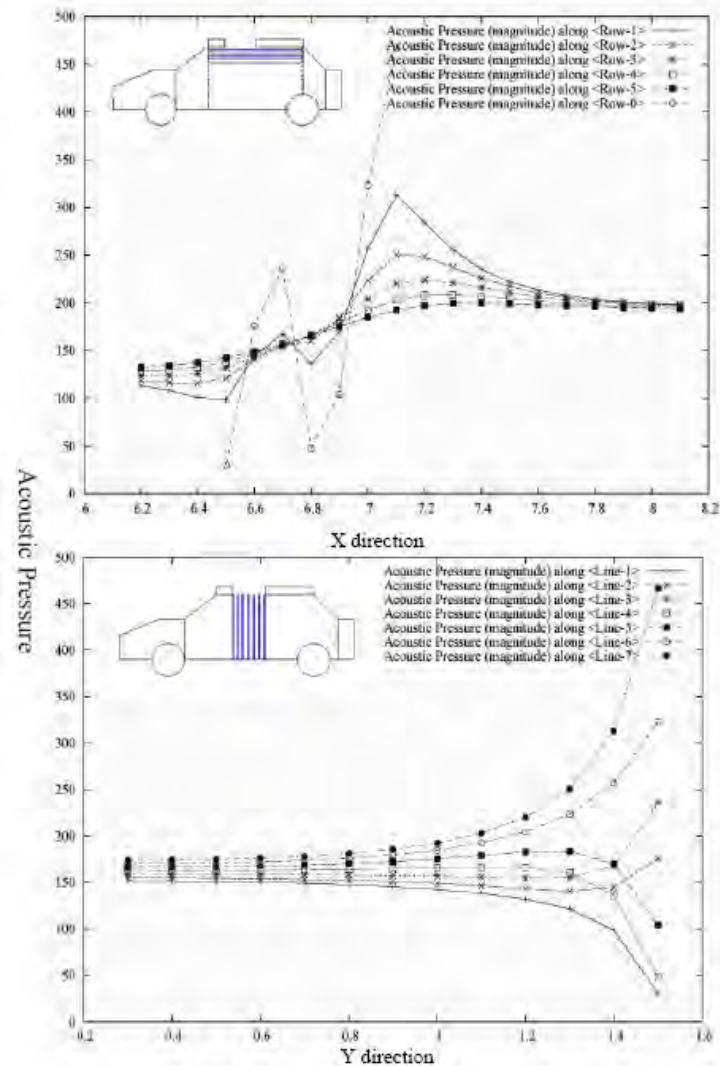 500
450
400
350
300
250
200
150
100
50
0
Acoustic Pressure (magnitude) along <Row-1>
Acoustic Pressure (magnitude) along <Row-2>
Acoustic Pressure (magnitude) along <Row-3>
Acoustic Pressure (magnitude) along <Row-4>
Acoustic Pressure (magnitude) along <Row-5>
Acoustic Pressure (magnitude) along <Row-0>
6 6.2 6.4 6.6 6.8 7 7.2 7.4 7.6 7.8 8 8.2
X direction
Acoustic Pressure
500
450
400
350
300
250
200
150
100
50
0
Acoustic Pressure (magnitude) along <Line-1>
Acoustic Pressure (magnitude) along <Line-2>
Acoustic Pressure (magnitude) along <Line-3>
Acoustic Pressure (magnitude) along <Line-4>
Acoustic Pressure (magnitude) along <Line-5>
Acoustic Pressure (magnitude) along <Line-6>
Acoustic Pressure (magnitude) along <Line-7>
0.2 0.4 0.6 0.8 1 1.2 1.4 1.6
Y direction